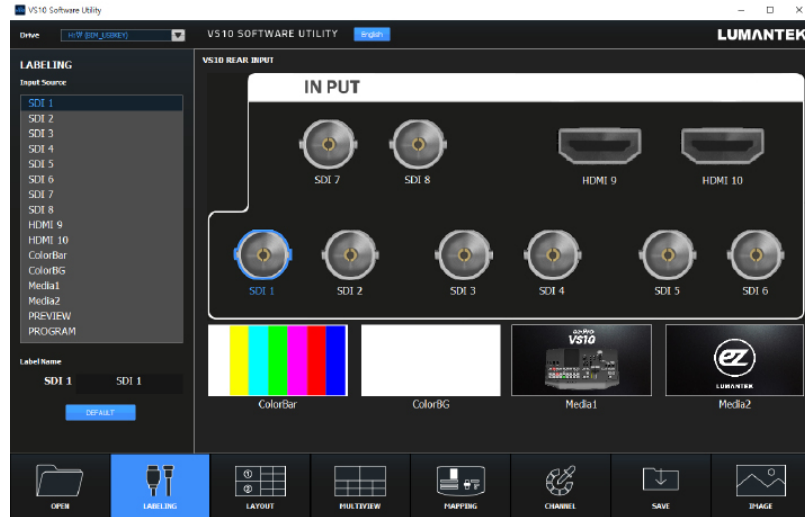 VS10 Software Utility
Drive
VS10 SOFTWARE UTILITY
English
LUMANTEK
LABELING
Input Source
SDI 1
SDI 2
SDI 3
SDI 4
SDI 5
SDI 6
SDI 7
SDI 8
HDMI 9
HDMI 10
ColorBar
ColorBG
Media1
Media2
PREVIEW
PROGRAM
Label Name
SDI 1 SDI 1
DEFAULT
VS10 REAR INPUT
IN PUT
SDI 7 SDI 8 HDMI 9 HDMI 10
SDI 1 SDI 2 SDI 3 SDI 4 SDI 5 SDI 6
VS10
ez
LUMANTEK
ColorBar ColorBG Media1 Media2
① ②
OPEN LABELING LAYOUT MULTIVIEW MAPPING CHANNEL SAVE IMAGE